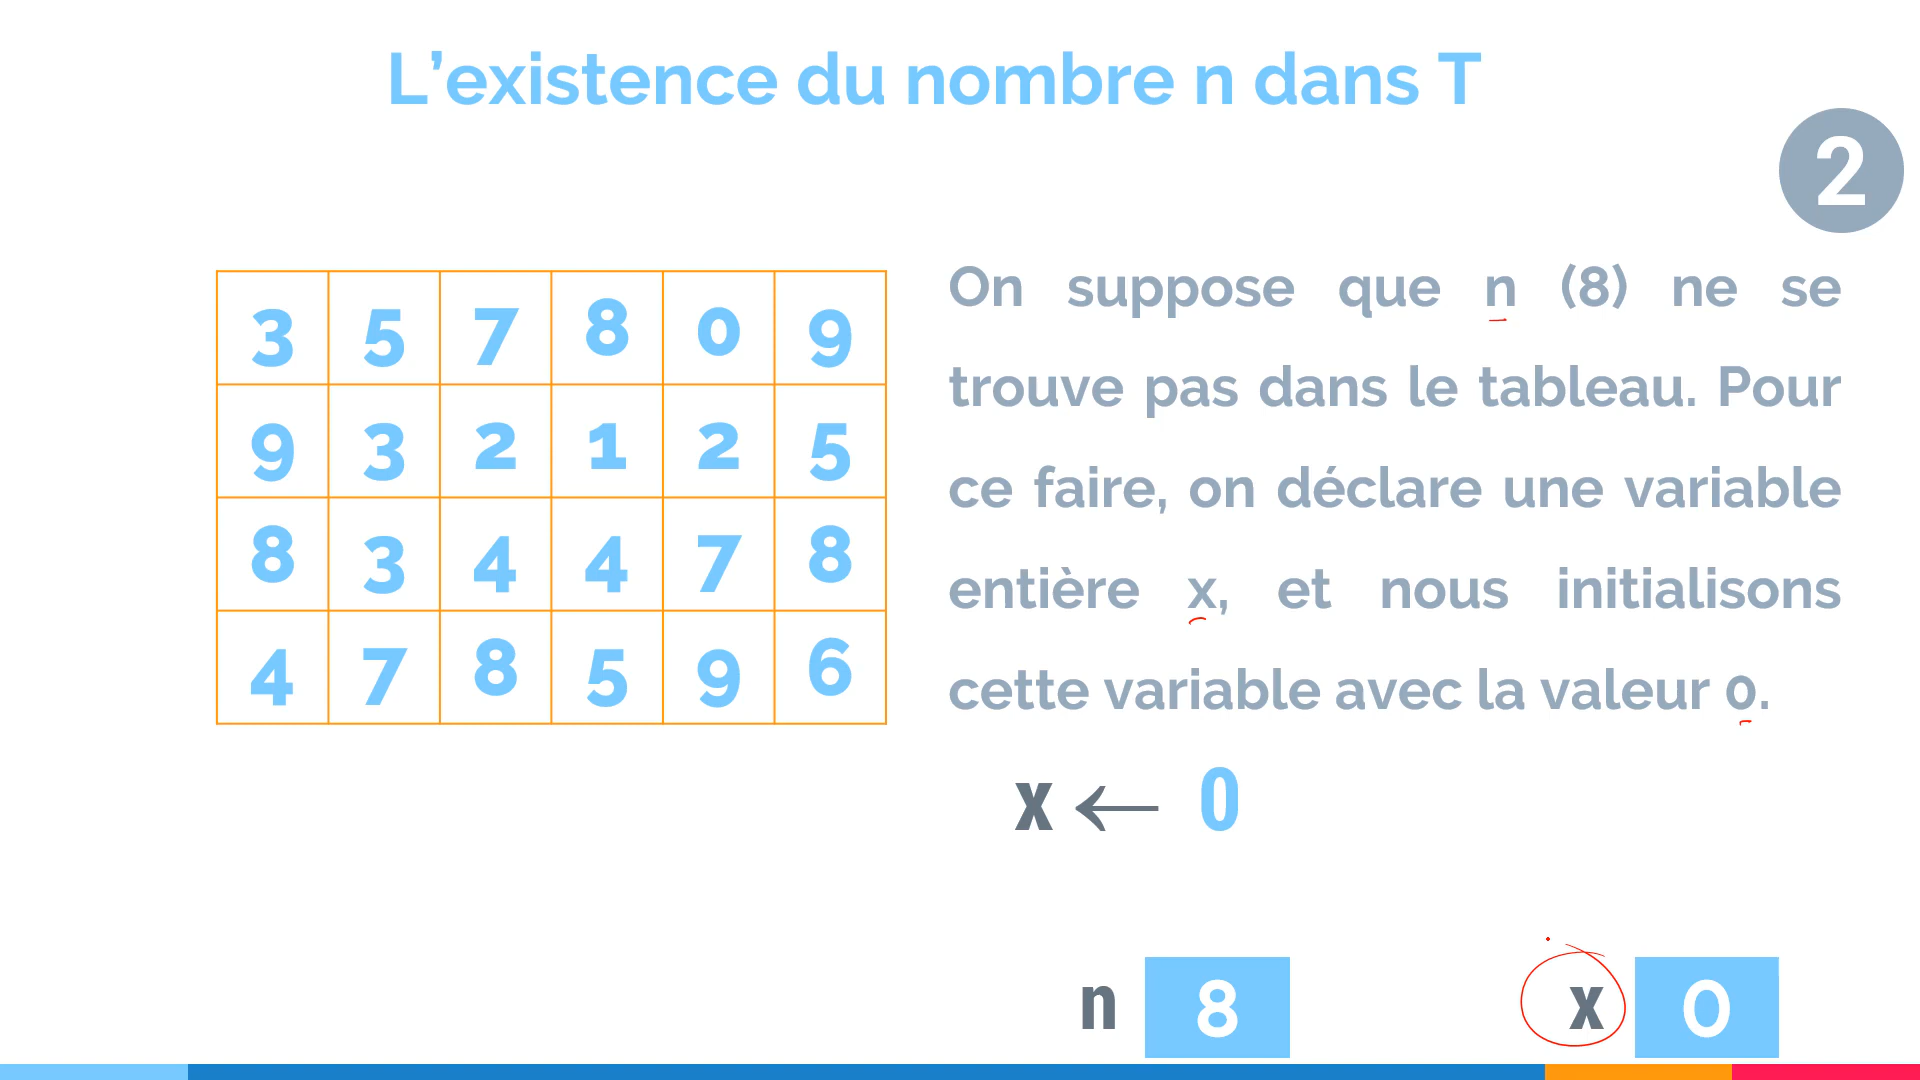 L’existence du nombre n dans T
2
3 5 7 8 0 9
9 3 2 1 2 5
8 3 4 4 7 8
4 7 8 5 9 6
On suppose que n (8) ne se
trouve pas dans le tableau. Pour
ce faire, on déclare une variable
entière x, et nous initialisons
cette variable avec la valeur 0.
x ← 0
n 8
x 0